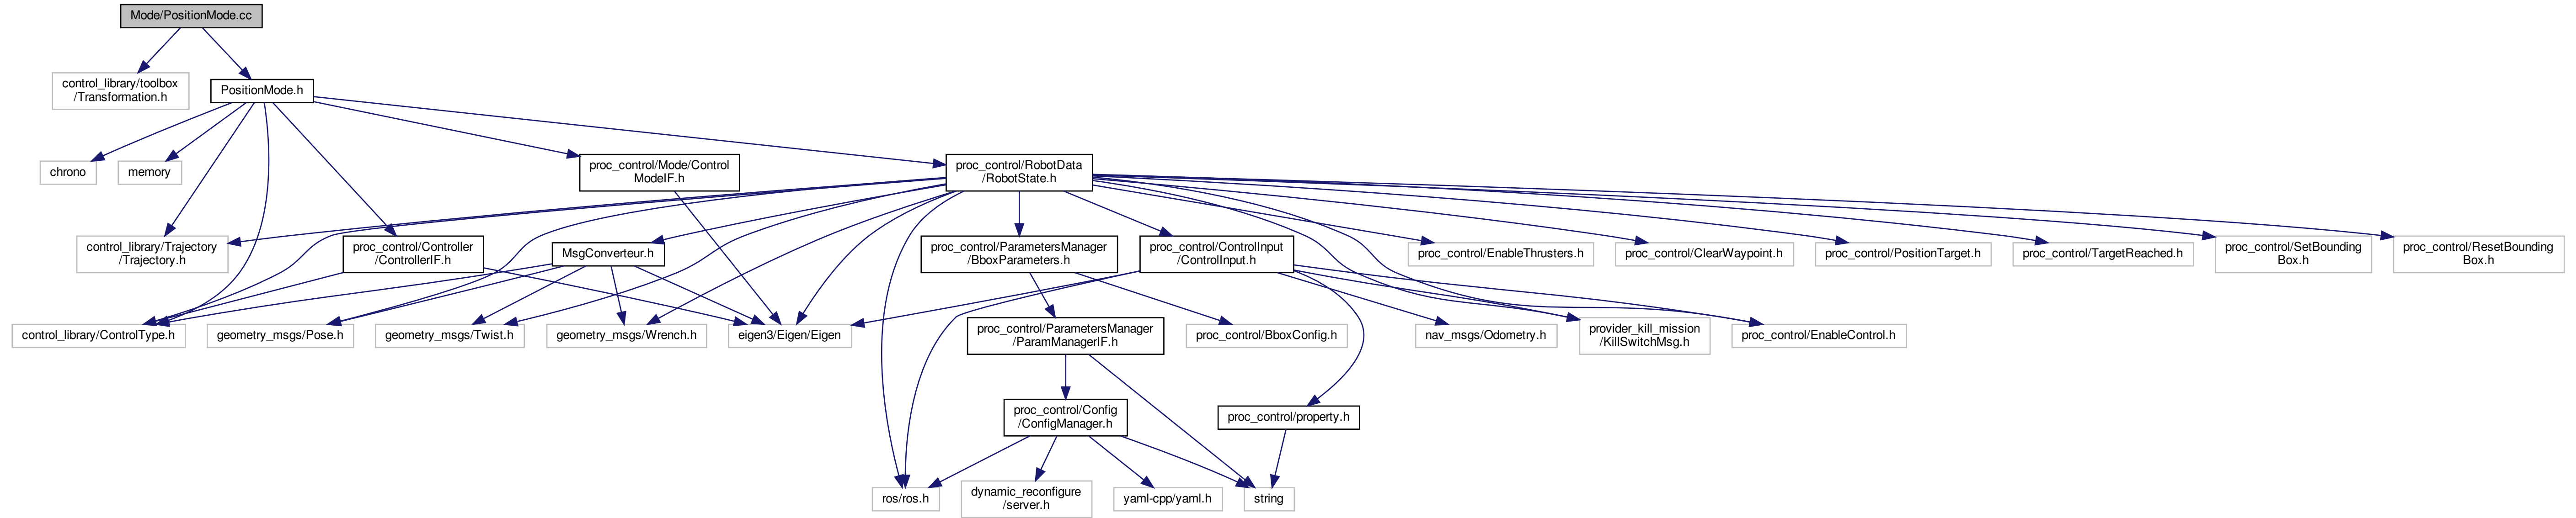 Mode/PositionMode.cc
control_library/toolbox
/Transformation.h
PositionMode.h
chrono
memory
proc_control/Mode/Control
ModeIF.h
proc_control/RobotData
/RobotState.h
control_library/Trajectory
/Trajectory.h
proc_control/Controller
/ControllerIF.h
MsgConverteur.h
proc_control/ParametersManager
/BboxParameters.h
proc_control/ControlInput
/ControlInput.h
proc_control/EnableThrusters.h
proc_control/ClearWaypoint.h
proc_control/PositionTarget.h
proc_control/TargetReached.h
proc_control/SetBounding
Box.h
proc_control/ResetBounding
Box.h
control_library/ControlType.h
geometry_msgs/Pose.h
geometry_msgs/Twist.h
geometry_msgs/Wrench.h
eigen3/Eigen/Eigen
proc_control/ParametersManager
/ParamManagerIF.h
proc_control/BboxConfig.h
nav_msgs/Odometry.h
provider_kill_mission
/KillSwitchMsg.h
proc_control/EnableControl.h
proc_control/Config
/ConfigManager.h
proc_control/property.h
ros/ros.h
dynamic_reconfigure
/server.h
yaml-cpp/yaml.h
string